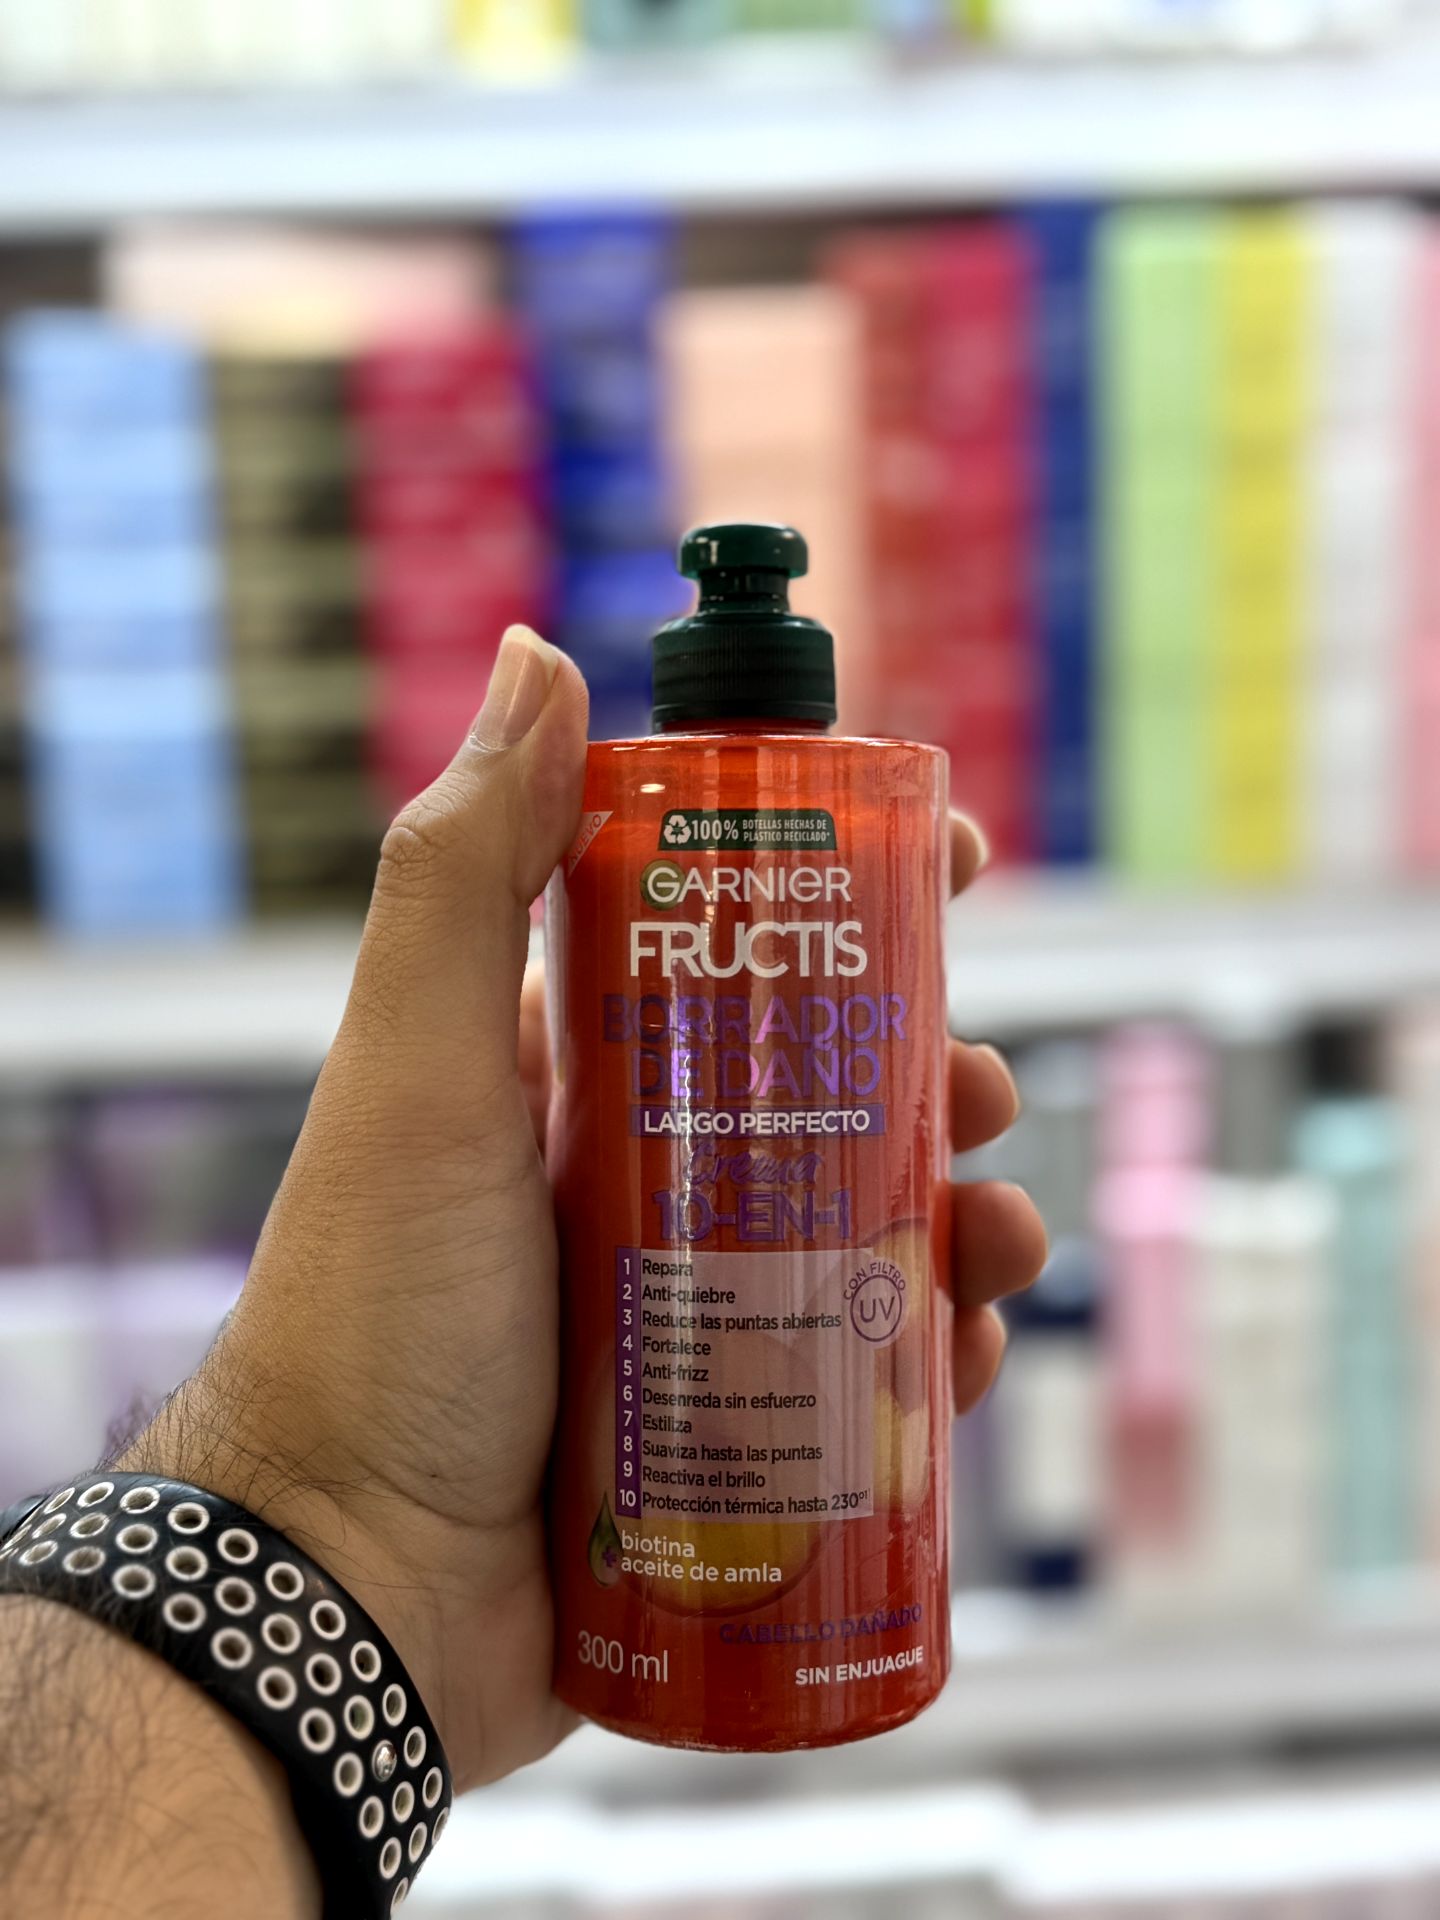 NUEVO
100% BOTELLAS HECHAS DE
PLÁSTICO RECICLADO*
GARNIER
FRUCTIS
BORRADOR
DE DAÑO
LARGO PERFECTO
Crema
10-EN-1
1 Repara
2 Anti-quiebre
3 Reduce las puntas abiertas
4 Fortalece
5 Anti-frizz
6 Desenreda sin esfuerzo
7 Estiliza
8 Suaviza hasta las puntas
9 Reactiva el brillo
10 Protección térmica hasta 230°¹
CON FILTRO
UV
+ biotina
aceite de amla
CABELLO DAÑADO
300 ml
SIN ENJUAGUE